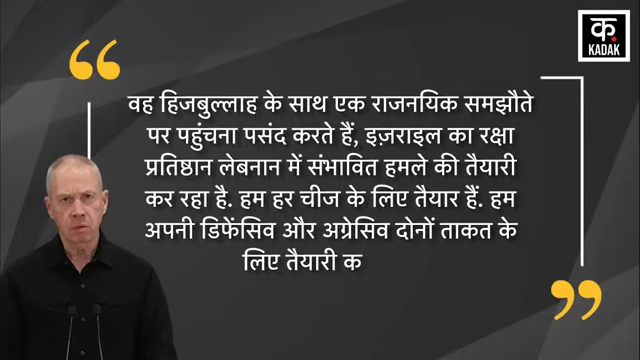 क
KADAK
वह हिजबुल्लाह के साथ एक राजनयिक समझौते
पर पहुंचना पसंद करते हैं, इज़राइल का रक्षा
प्रतिष्ठान लेबनान में संभावित हमले की तैयारी
कर रहा है. हम हर चीज के लिए तैयार हैं. हम
अपनी डिफेंसिव और अग्रेसिव दोनों ताकत के
लिए तैयारी क